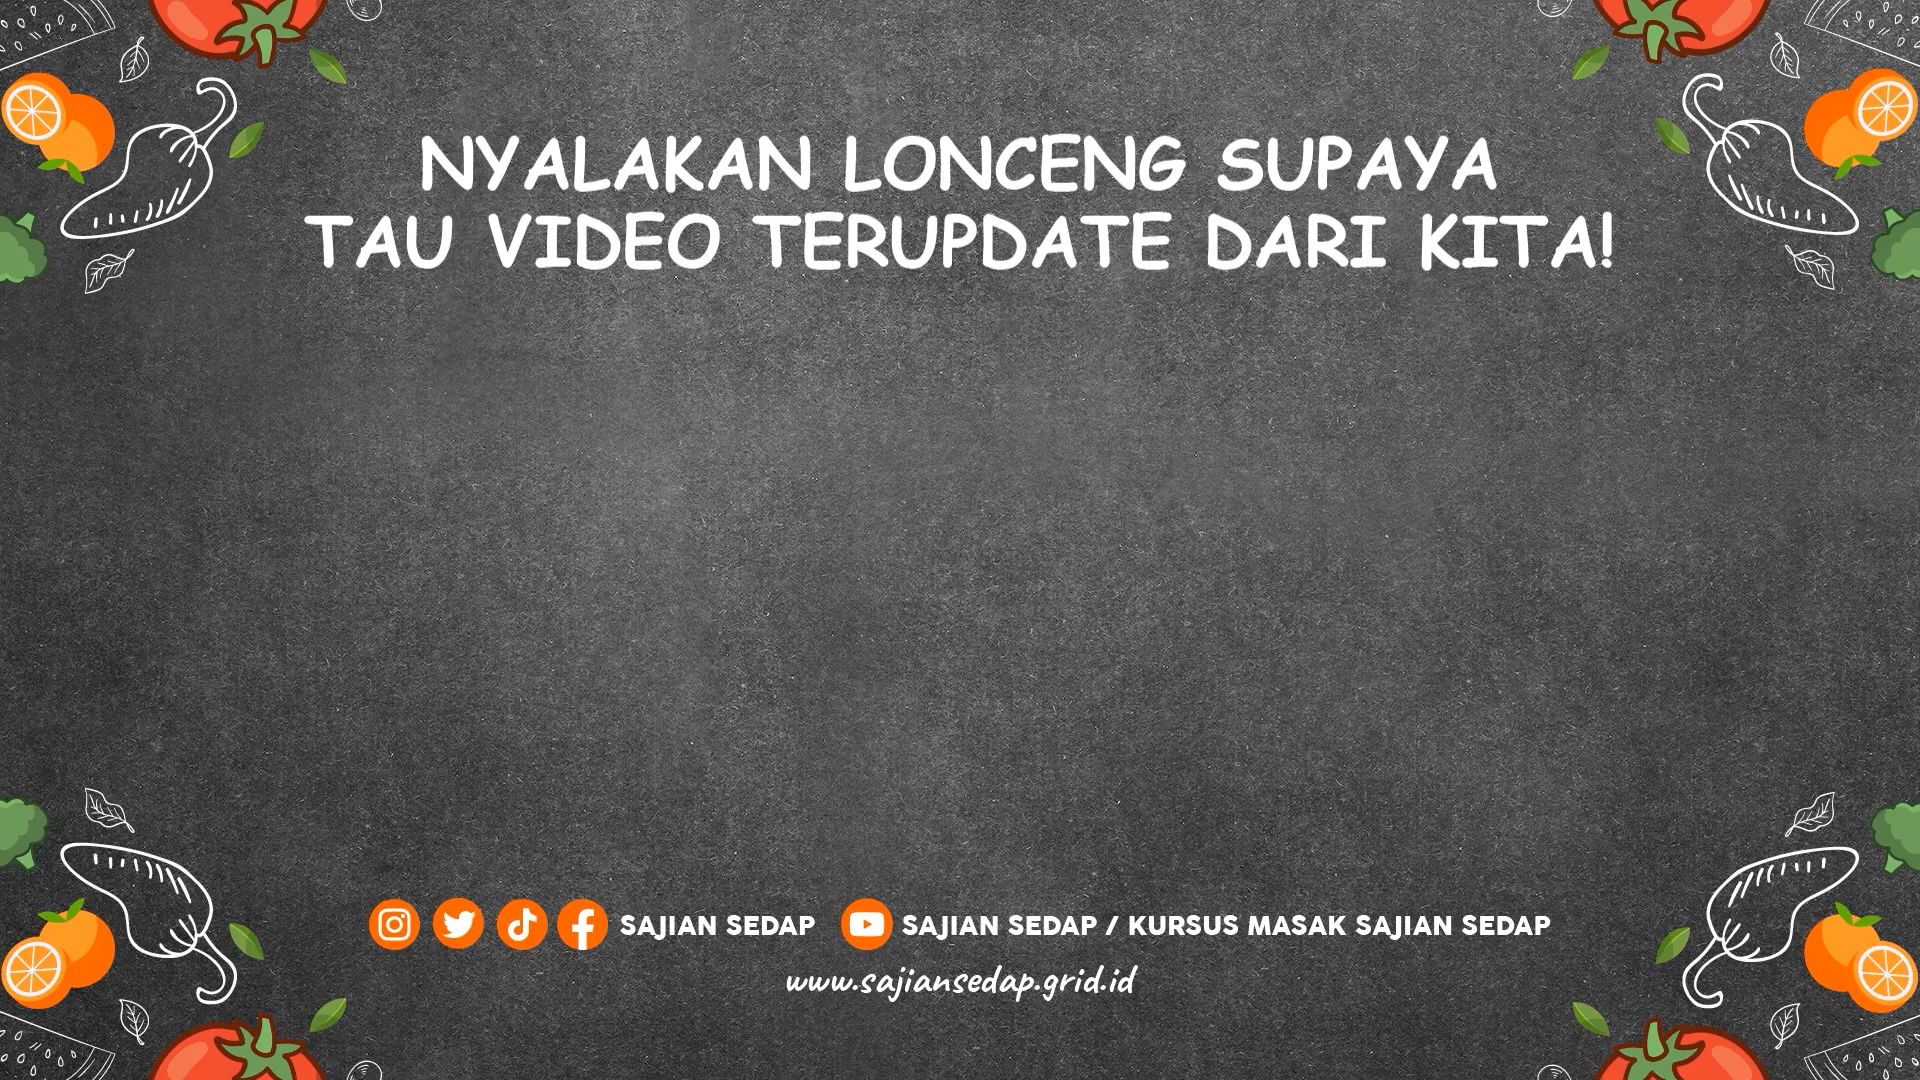 NYALAKAN LONCENG SUPAYA
TAU VIDEO TERUPDATE DARI KITA!
SAJIAN SEDAP SAJIAN SEDAP / KURSUS MASAK SAJIAN SEDAP
www.sajiansedap.grid.id